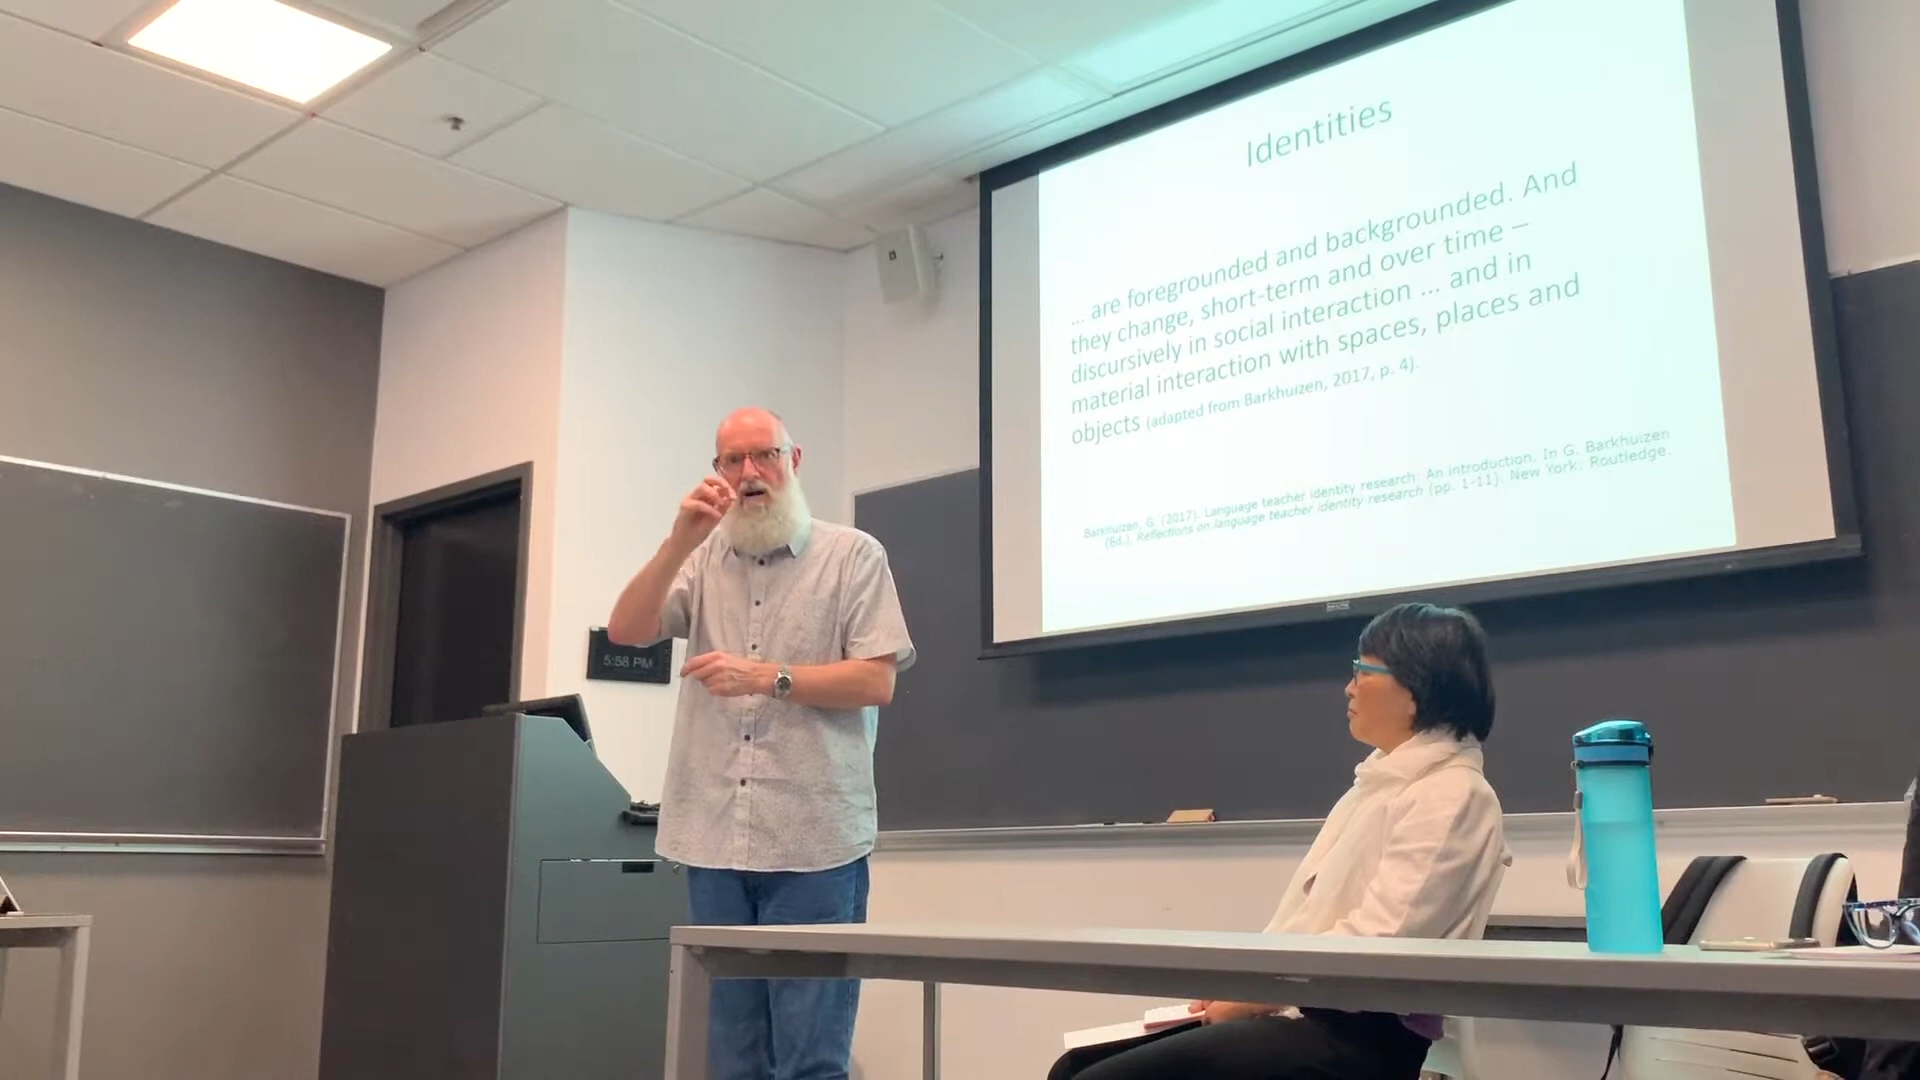 Identities
... are foregrounded and backgrounded. And
they change, short-term and over time –
discursively in social interaction ... and in
material interaction with spaces, places and
objects (adapted from Barkhuizen, 2017, p. 4).
Barkhuizen, G. (2017). Language teacher identity research: An introduction. In G. Barkhuizen
(Ed.), Reflections on language teacher identity research (pp. 1-11). New York: Routledge.
5:58 PM